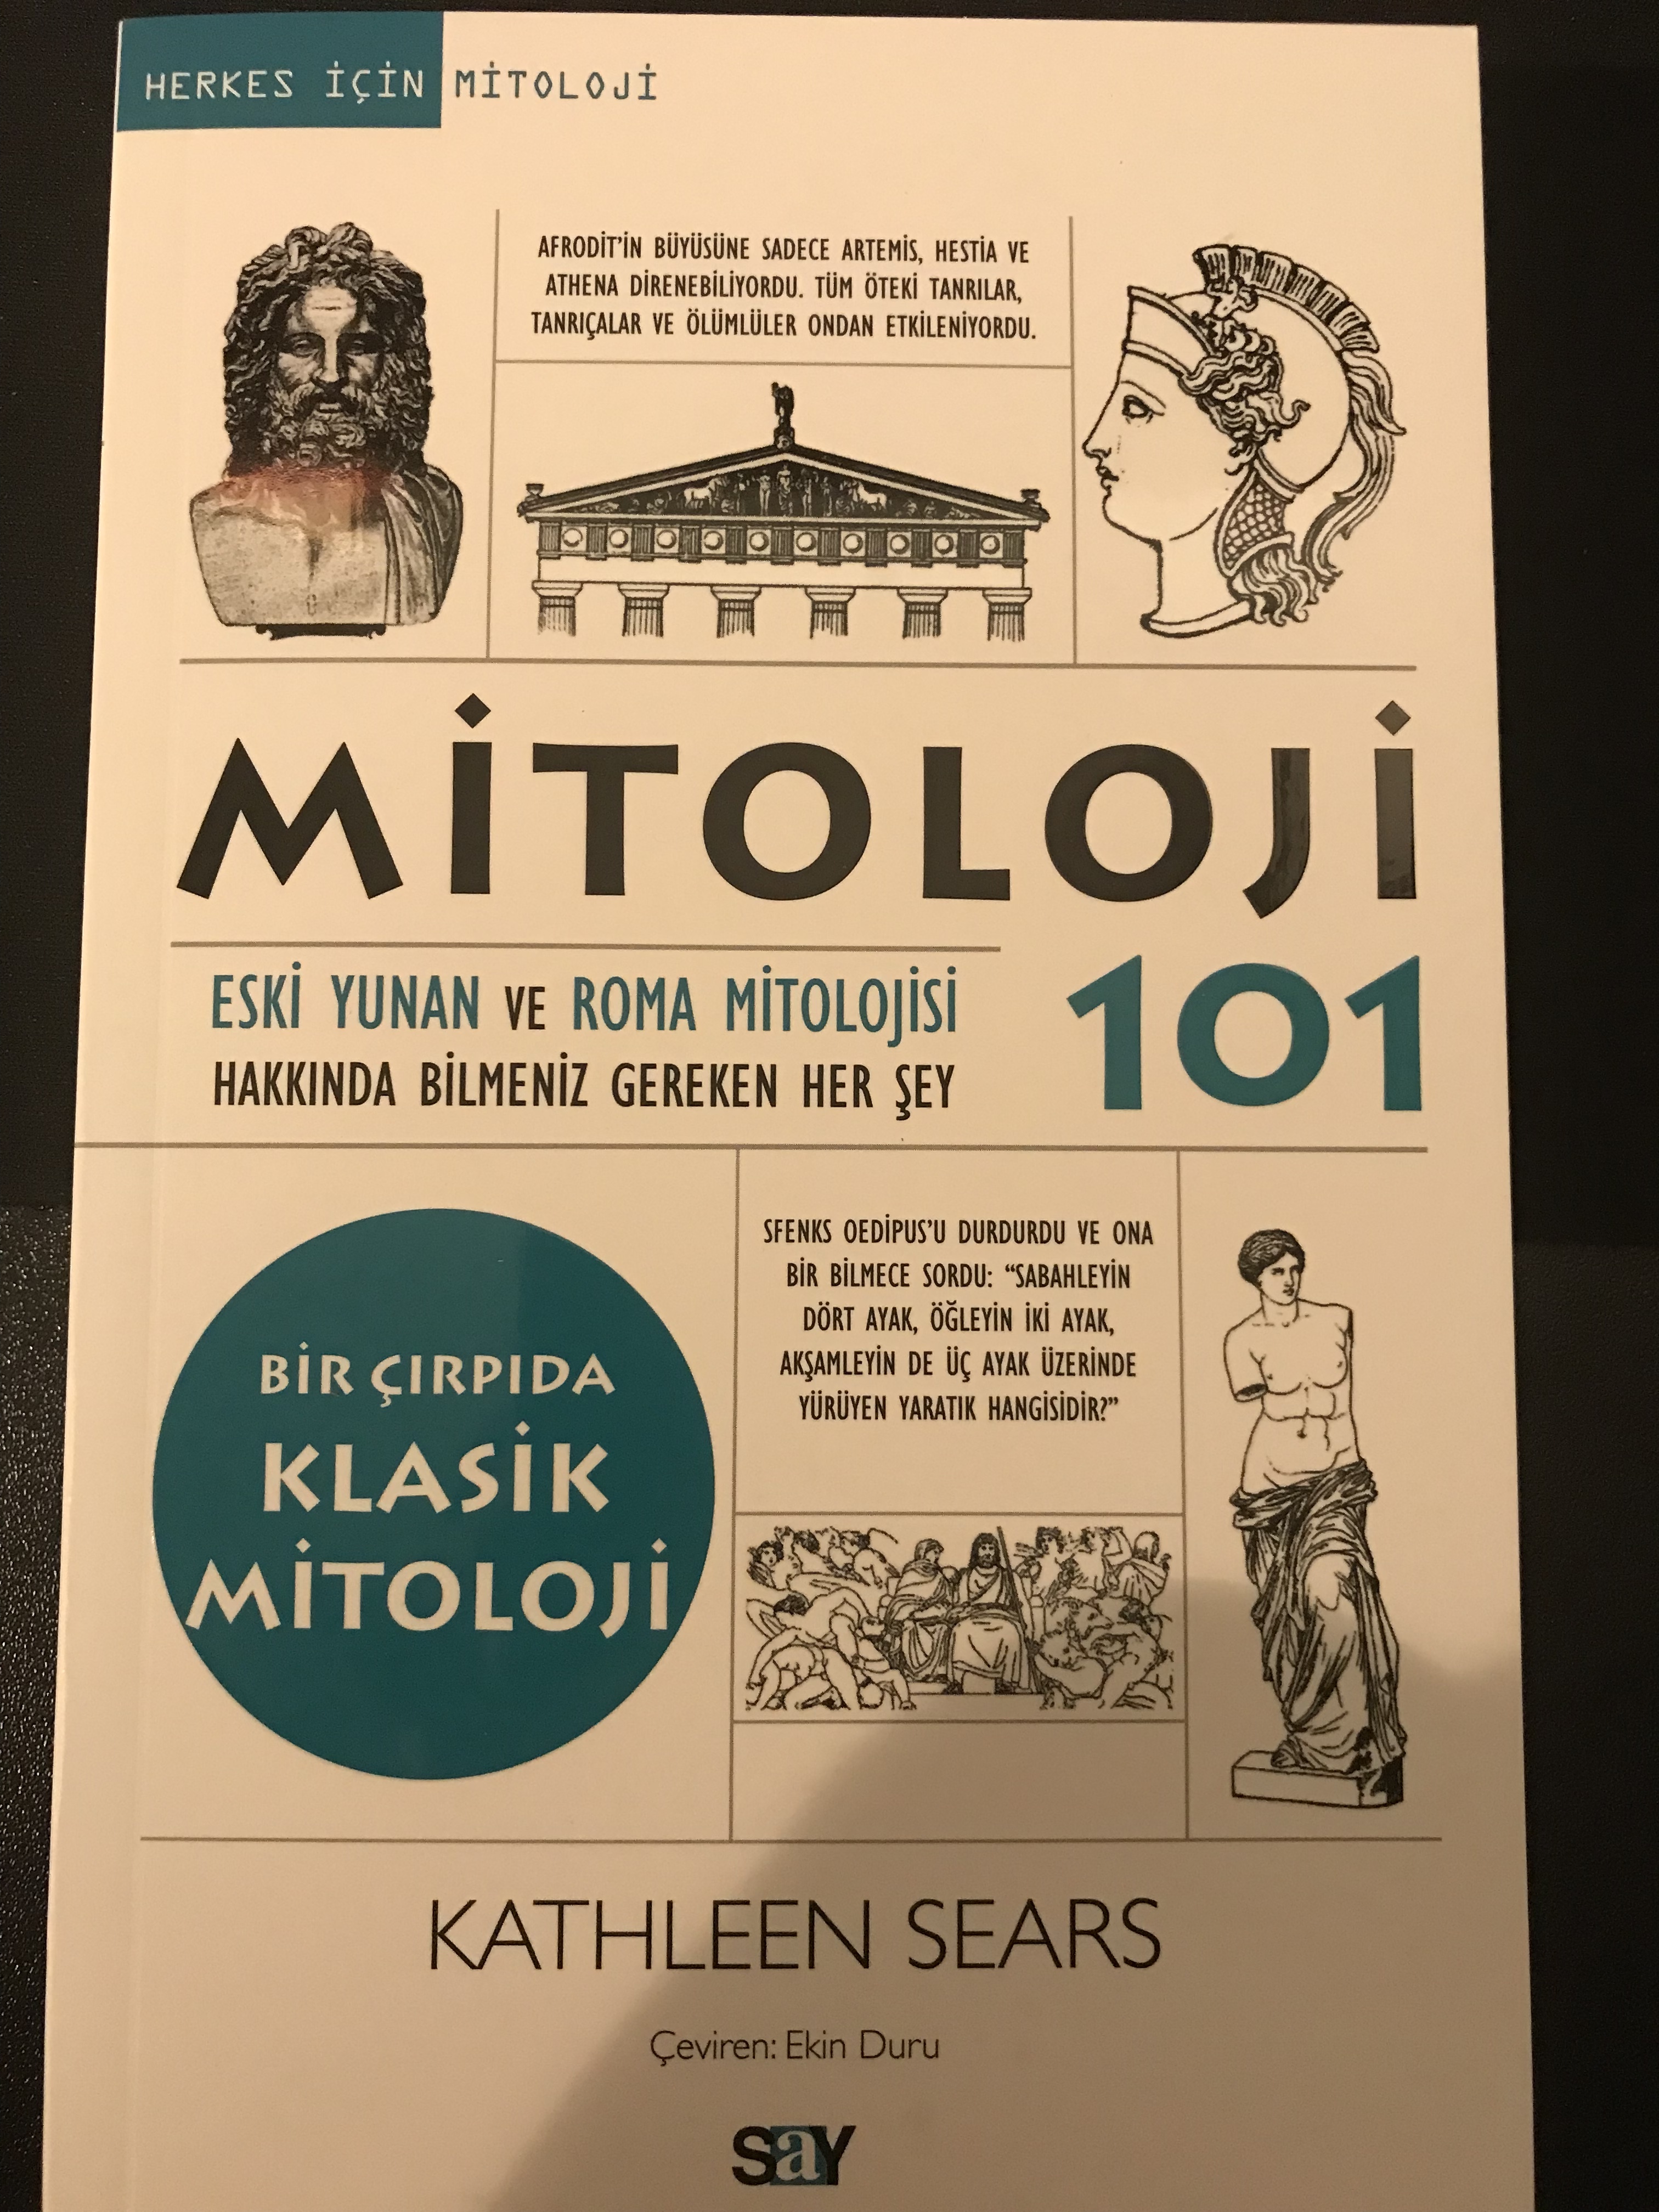 HERKES İÇİN MİTOLOJİ
AFRODİT'İN BÜYÜSÜNE SADECE ARTEMİS, HESTİA VE
ATHENA DİRENEBİLİYORDU. TÜM ÖTEKİ TANRILAR,
TANRIÇALAR VE ÖLÜMLÜLER ONDAN ETKİLENİYORDU.
MİTOLOJİ
101
ESKİ YUNAN VE ROMA MİTOLOJİSİ
HAKKINDA BİLMENİZ GEREKEN HER ŞEY
BİR ÇIRPIDA
KLASİK
MİTOLOJİ
SFENKS OEDİPUS'U DURDURDU VE ONA
BİR BİLMECE SORDU: “SABAHLEYİN
DÖRT AYAK, ÖĞLEYİN İKİ AYAK,
AKŞAMLEYİN DE ÜÇ AYAK ÜZERİNDE
YÜRÜYEN YARATIK HANGİSİDİR?”
KATHLEEN SEARS
Çeviren: Ekin Duru
SaY